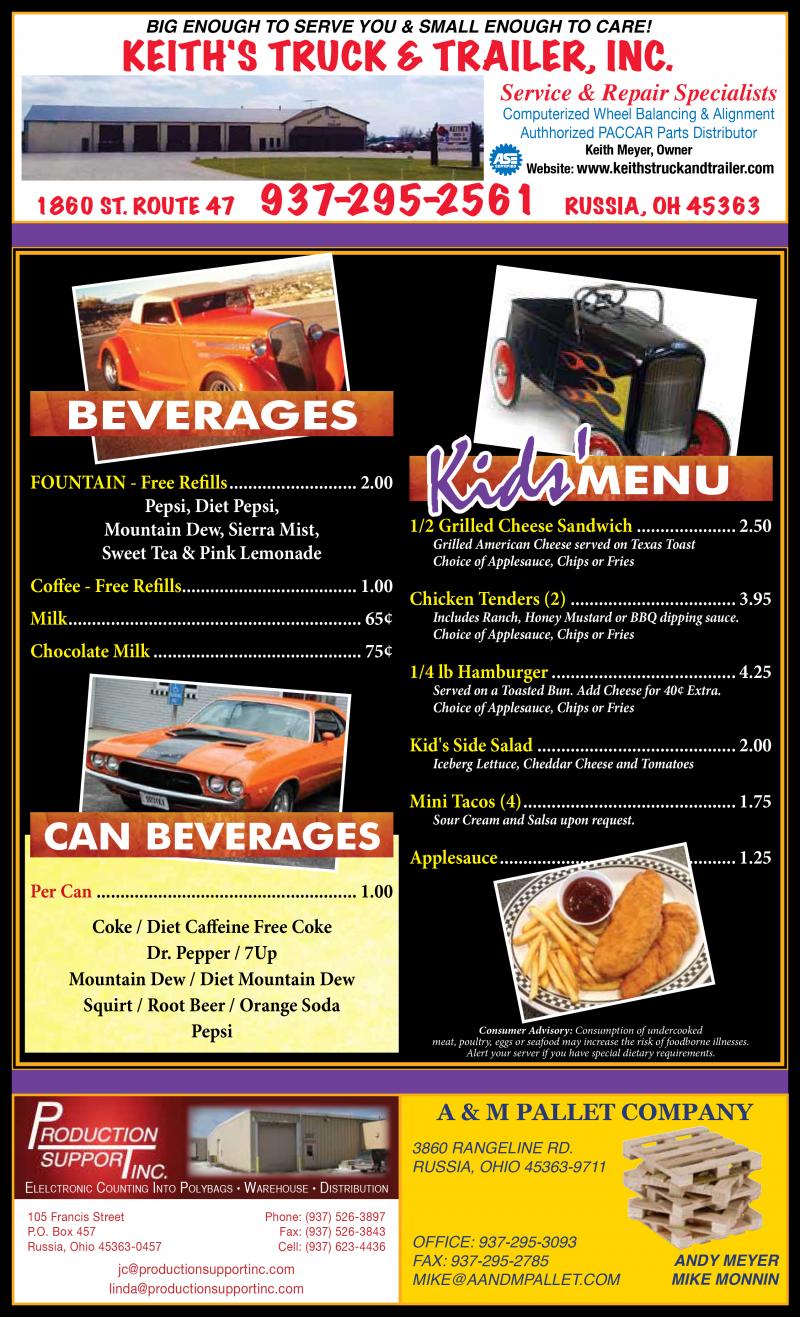 BIG ENOUGH TO SERVE YOU & SMALL ENOUGH TO CARE!
KEITH'S TRUCK & TRAILER, INC.
Service & Repair Specialists
Computerized Wheel Balancing & Alignment
Authhorized PACCAR Parts Distributor
Keith Meyer, Owner
ASE
CERTIFIED
Website: www.keithstruckandtrailer.com
1860 ST. ROUTE 47 937-295-2561 RUSSIA, OH 45363
BEVERAGES
FOUNTAIN - Free Refills.......................... 2.00
Pepsi, Diet Pepsi,
Mountain Dew, Sierra Mist,
Sweet Tea & Pink Lemonade
Coffee - Free Refills.................................... 1.00
Milk............................................................ 65¢
Chocolate Milk ........................................... 75¢
CAN BEVERAGES
Per Can ...................................................... 1.00
Coke / Diet Caffeine Free Coke
Dr. Pepper / 7Up
Mountain Dew / Diet Mountain Dew
Squirt / Root Beer / Orange Soda
Pepsi
Kids' MENU
1/2 Grilled Cheese Sandwich .................... 2.50
Grilled American Cheese served on Texas Toast
Choice of Applesauce, Chips or Fries
Chicken Tenders (2) .................................. 3.95
Includes Ranch, Honey Mustard or BBQ dipping sauce.
Choice of Applesauce, Chips or Fries
1/4 lb Hamburger ...................................... 4.25
Served on a Toasted Bun. Add Cheese for 40¢ Extra.
Choice of Applesauce, Chips or Fries
Kid's Side Salad ......................................... 2.00
Iceberg Lettuce, Cheddar Cheese and Tomatoes
Mini Tacos (4)............................................ 1.75
Sour Cream and Salsa upon request.
Applesauce................................................. 1.25
Consumer Advisory: Consumption of undercooked
meat, poultry, eggs or seafood may increase the risk of foodborne illnesses.
Alert your server if you have special dietary requirements.
PRODUCTION
SUPPORT INC.
ELELCTRONIC COUNTING INTO POLYBAGS • WAREHOUSE • DISTRIBUTION
105 Francis Street Phone: (937) 526-3897
P.O. Box 457 Fax: (937) 526-3843
Russia, Ohio 45363-0457 Cell: (937) 623-4436
jc@productionsupportinc.com
linda@productionsupportinc.com
A & M PALLET COMPANY
3860 RANGELINE RD.
RUSSIA, OHIO 45363-9711
OFFICE: 937-295-3093
FAX: 937-295-2785
MIKE@AANDMPALLET.COM
ANDY MEYER
MIKE MONNIN